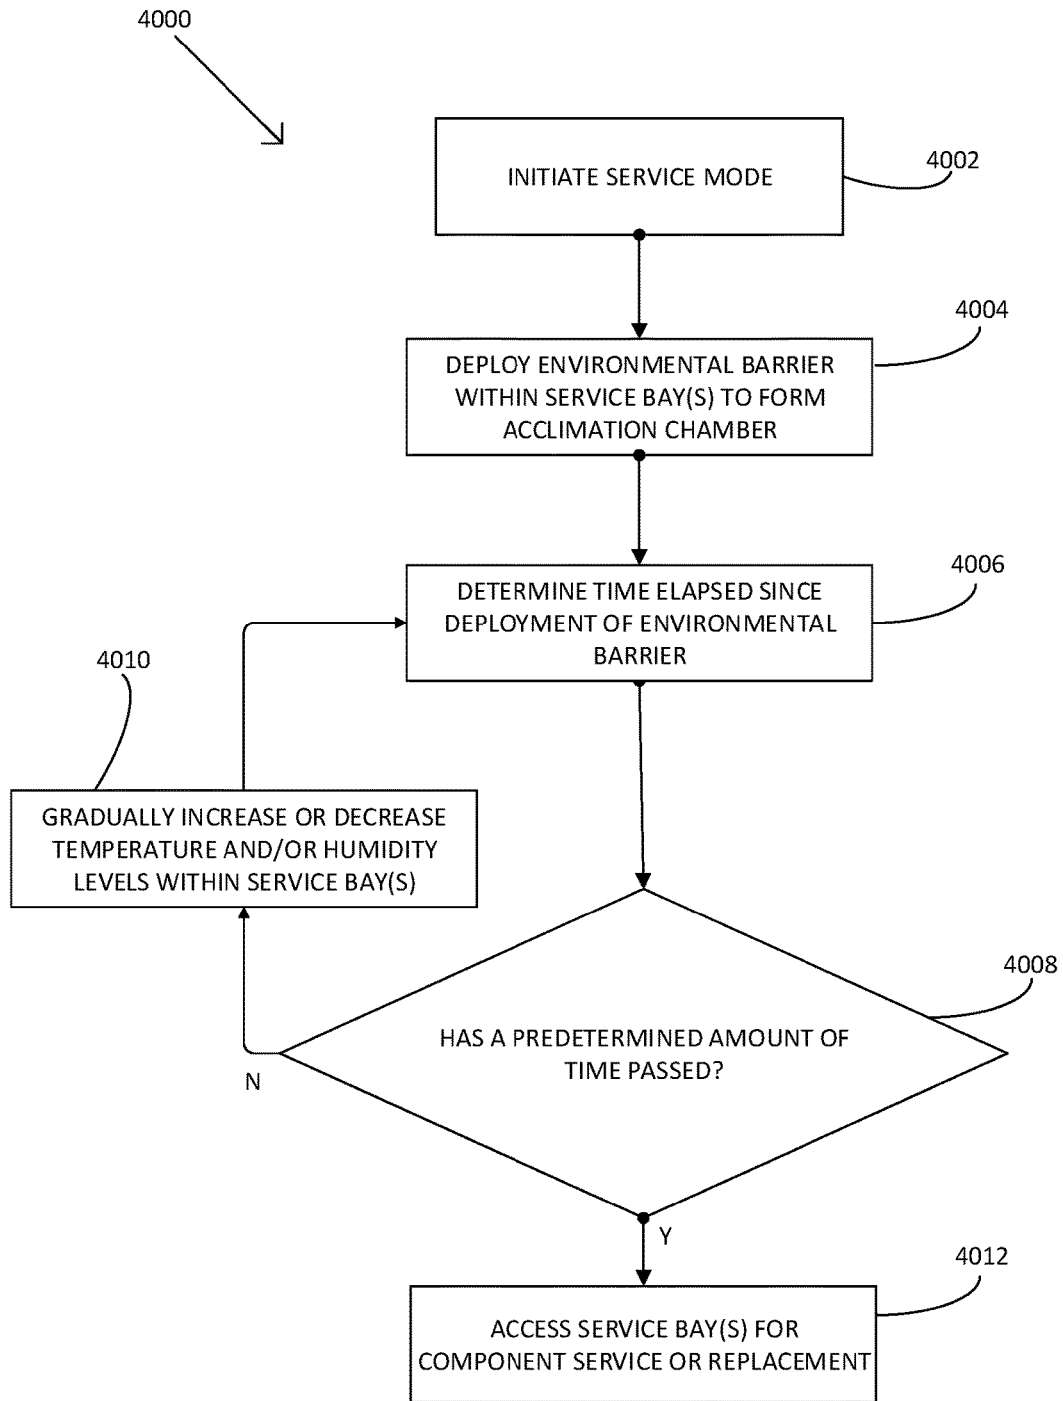 4000
INITIATE SERVICE MODE
4002
4004
DEPLOY ENVIRONMENTAL BARRIER
WITHIN SERVICE BAY(S) TO FORM
ACCLIMATION CHAMBER
4006
DETERMINE TIME ELAPSED SINCE
DEPLOYMENT OF ENVIRONMENTAL
BARRIER
4010
GRADUALLY INCREASE OR DECREASE
TEMPERATURE AND/OR HUMIDITY
LEVELS WITHIN SERVICE BAY(S)
4008
HAS A PREDETERMINED AMOUNT OF
TIME PASSED?
N
Y
4012
ACCESS SERVICE BAY(S) FOR
COMPONENT SERVICE OR REPLACEMENT